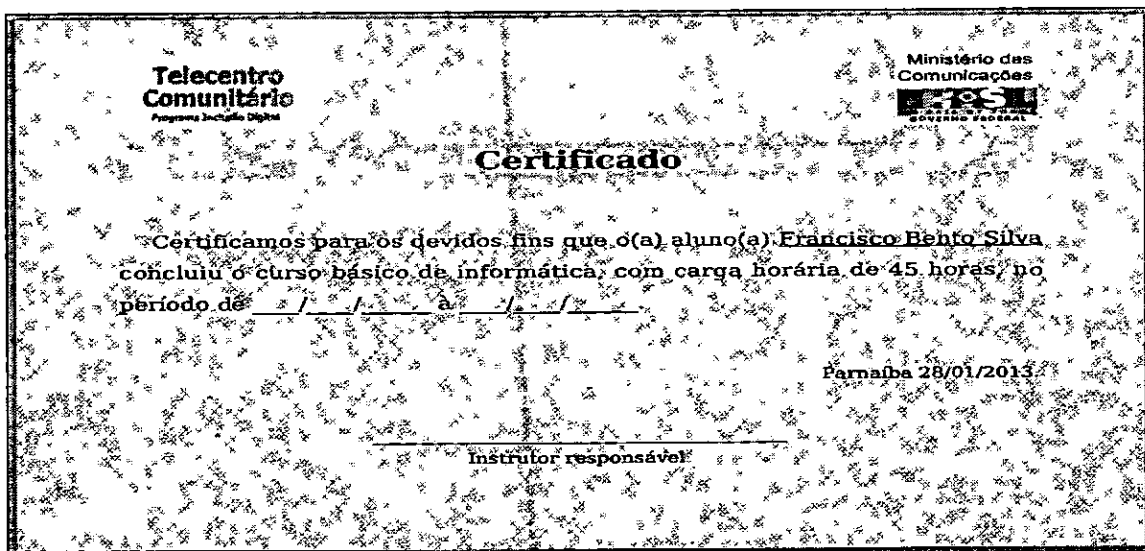 Telecentro
Comunitário
Programa Inclusão Digital
Ministério das
Comunicações
GOVERNO FEDERAL
Certificado
Certificamos para os devidos fins que o(a) aluno(a) Francisco Bento Silva
concluiu o curso básico de informática, com carga horária de 45 horas, no
período de ___/___/_____ à ___/___/_____.
Parnaíba 28/01/2013.
Instrutor responsável